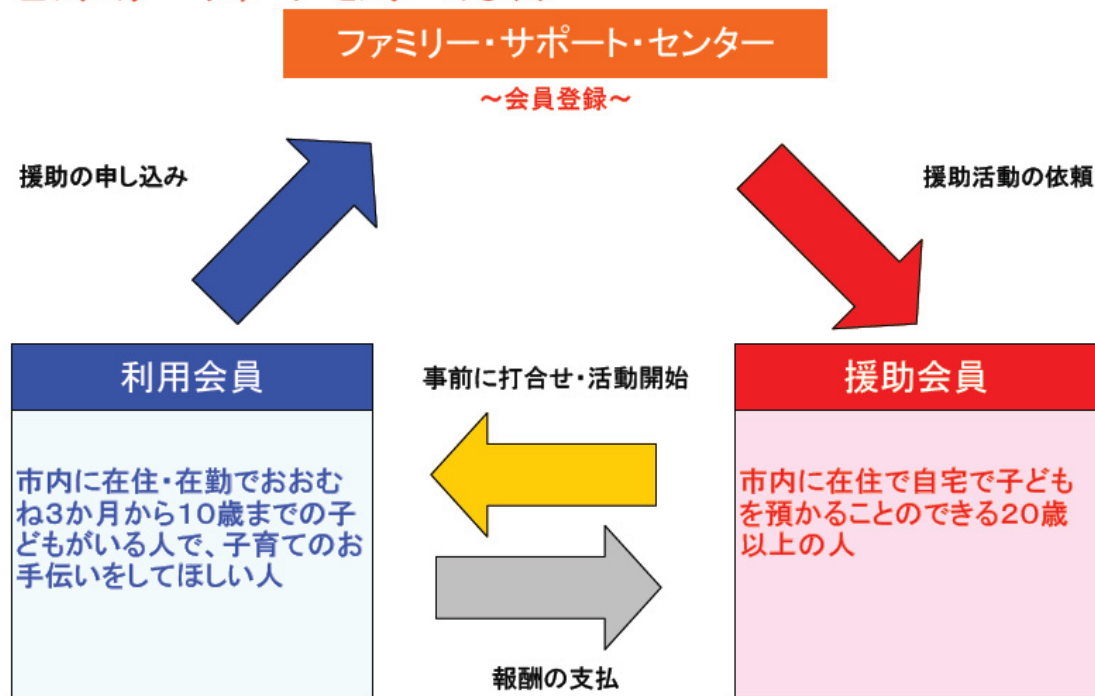 ファミリー・サポート・センター
～会員登録～
援助の申し込み
援助活動の依頼
利用会員
事前に打合せ・活動開始
援助会員
市内に在住・在勤でおおむ
ね3か月から10歳までの子
どもがいる人で、子育てのお
手伝いをしてほしい人
市内に在住で自宅で子ども
を預かることのできる20歳
以上の人
報酬の支払